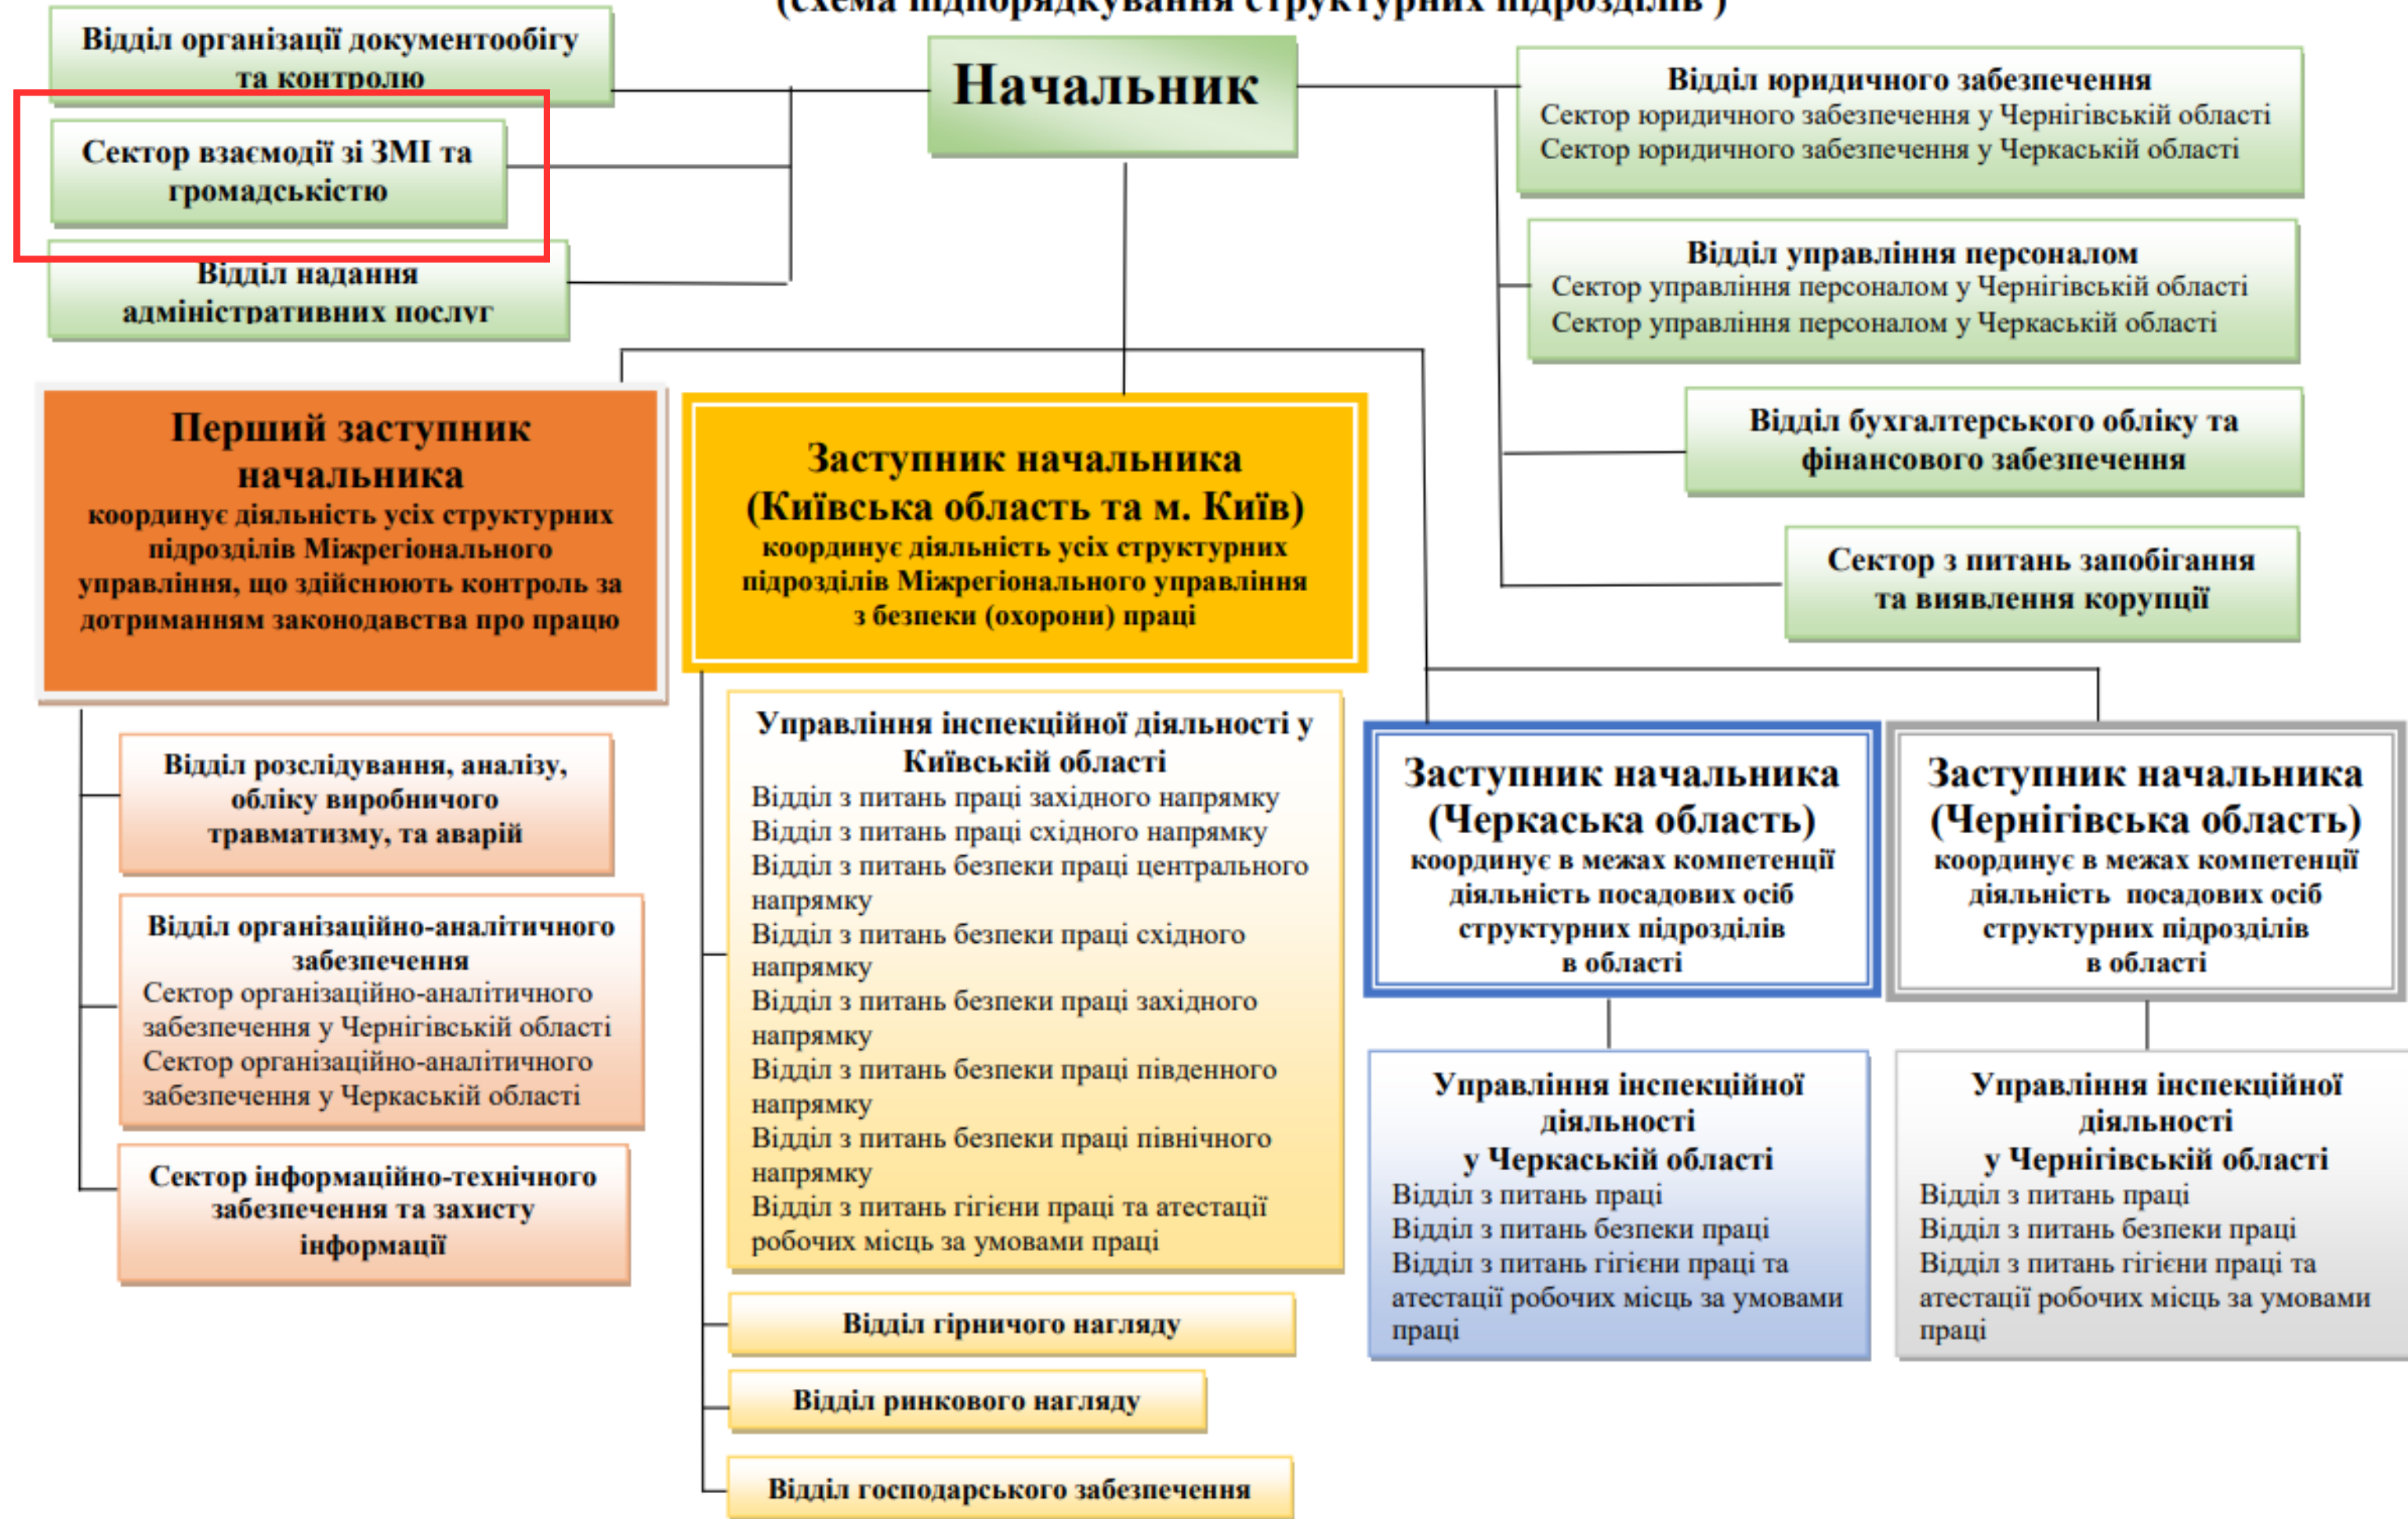 (схема підпорядкування структурних підрозділів )
Відділ організації документообігу
та контролю
Сектор взаємодії зі ЗМІ та
громадськістю
Відділ надання
адміністративних послуг
Начальник
Відділ юридичного забезпечення
Сектор юридичного забезпечення у Чернігівській області
Сектор юридичного забезпечення у Черкаській області
Відділ управління персоналом
Сектор управління персоналом у Чернігівській області
Сектор управління персоналом у Черкаській області
Відділ бухгалтерського обліку та
фінансового забезпечення
Сектор з питань запобігання
та виявлення корупції
Перший заступник
начальника
координує діяльність усіх структурних
підрозділів Міжрегіонального
управління, що здійснюють контроль за
дотриманням законодавства про працю
Відділ розслідування, аналізу,
обліку виробничого
травматизму, та аварій
Відділ організаційно-аналітичного
забезпечення
Сектор організаційно-аналітичного
забезпечення у Чернігівській області
Сектор організаційно-аналітичного
забезпечення у Черкаській області
Сектор інформаційно-технічного
забезпечення та захисту
інформації
Заступник начальника
(Київська область та м. Київ)
координує діяльність усіх структурних
підрозділів Міжрегіонального управління
з безпеки (охорони) праці
Управління інспекційної діяльності у
Київській області
Відділ з питань праці західного напрямку
Відділ з питань праці східного напрямку
Відділ з питань безпеки праці центрального
напрямку
Відділ з питань безпеки праці східного
напрямку
Відділ з питань безпеки праці західного
напрямку
Відділ з питань безпеки праці південного
напрямку
Відділ з питань безпеки праці північного
напрямку
Відділ з питань гігієни праці та атестації
робочих місць за умовами праці
Відділ гірничого нагляду
Відділ ринкового нагляду
Відділ господарського забезпечення
Заступник начальника
(Черкаська область)
координує в межах компетенції
діяльність посадових осіб
структурних підрозділів
в області
Управління інспекційної
діяльності
у Черкаській області
Відділ з питань праці
Відділ з питань безпеки праці
Відділ з питань гігієни праці та
атестації робочих місць за умовами
праці
Заступник начальника
(Чернігівська область)
координує в межах компетенції
діяльність посадових осіб
структурних підрозділів
в області
Управління інспекційної
діяльності
у Чернігівській області
Відділ з питань праці
Відділ з питань безпеки праці
Відділ з питань гігієни праці та
атестації робочих місць за умовами
праці